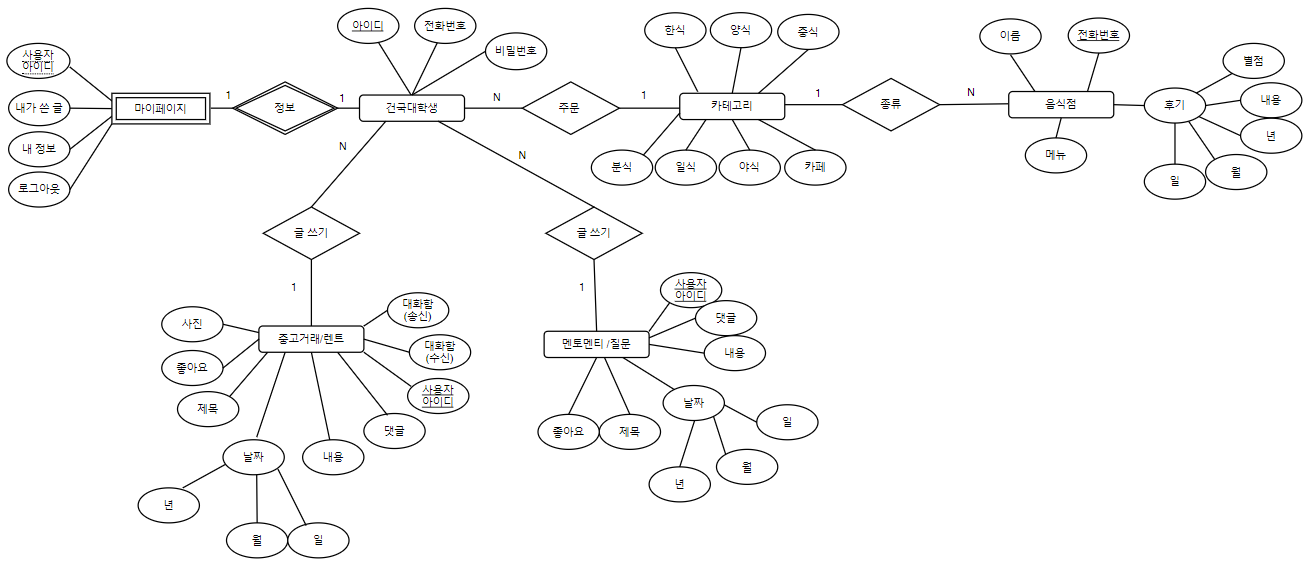 아이디
전화번호
비밀번호
한식
양식
중식
이름
전화번호
별점
사용자
아이디
내가 쓴 글
내 정보
로그아웃
마이페이지
1
정보
1
건국대학생
N
주문
1
카테고리
1
종류
N
음식점
후기
내용
년
월
일
메뉴
분식
일식
야식
카페
N
N
글 쓰기
글 쓰기
1
1
사진
좋아요
제목
중고거래/렌트
대화함
(송신)
대화함
(수신)
사용자
아이디
댓글
내용
날짜
년
월
일
멘토멘티 /질문
사용자
아이디
댓글
내용
좋아요
제목
날짜
일
월
년